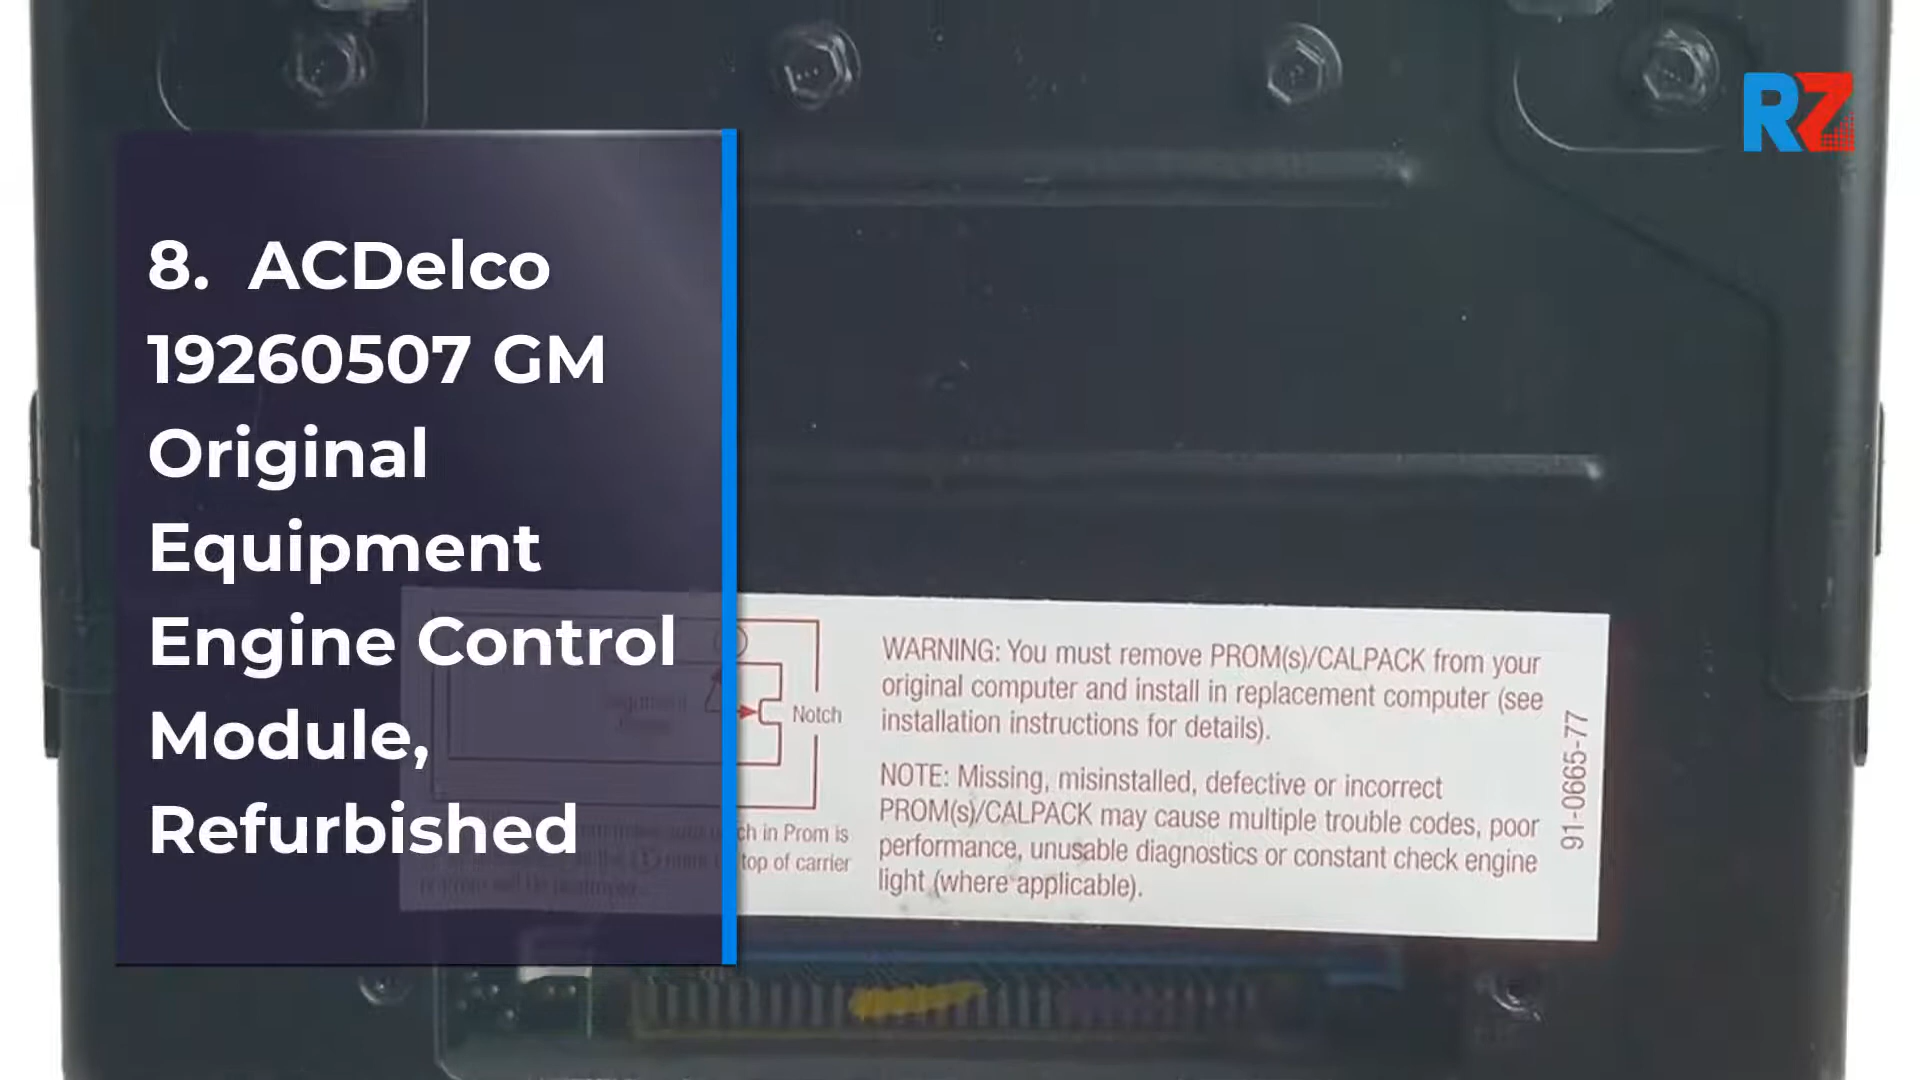 RZ
8. ACDelco
19260507 GM
Original
Equipment
Engine Control
Module,
Refurbished
Notch
ch in Prom is
top of carrier
WARNING: You must remove PROM(s)/CALPACK from your
original computer and install in replacement computer (see
installation instructions for details).
NOTE: Missing, misinstalled, defective or incorrect
PROM(s)/CALPACK may cause multiple trouble codes, poor
performance, unusable diagnostics or constant check engine
light (where applicable).
91-0665-77